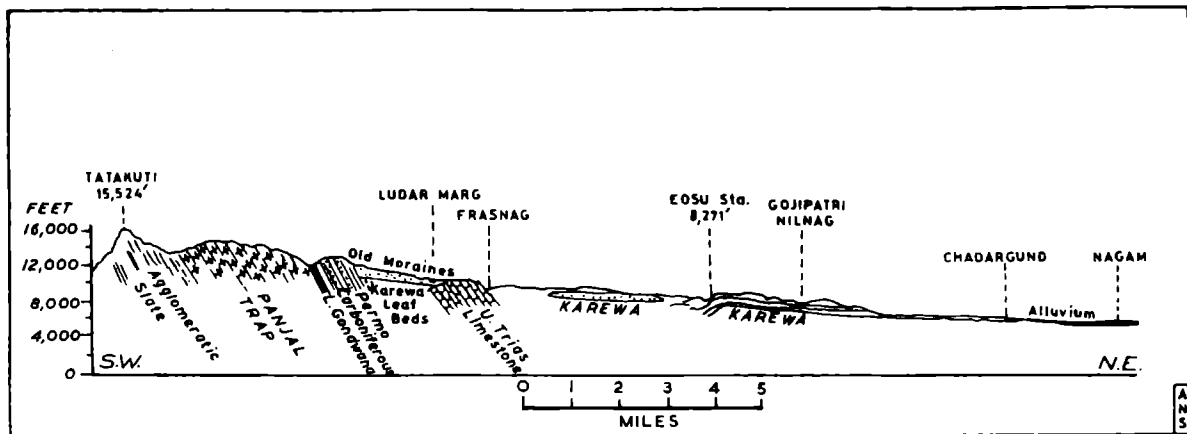 TATAKUTI
15,524'
LUDAR MARG
FRASNAG
EOSU Sta.
8,271'
GOJIPATRI
NILNAG
CHADARGUND
NAGAM
FEET
16,000
12,000
8,000
4,000
0
Agglomeratic
Slate
PANJAL
TRAP
L. Gondwana
Permo
Carboniferous
Old Moraines
Karewa
Leaf
Beds
U. Trias
Limestone
KAREWA
KAREWA
Alluvium
S.W.
N.E.
0 1 2 3 4 5
MILES
A
N
S